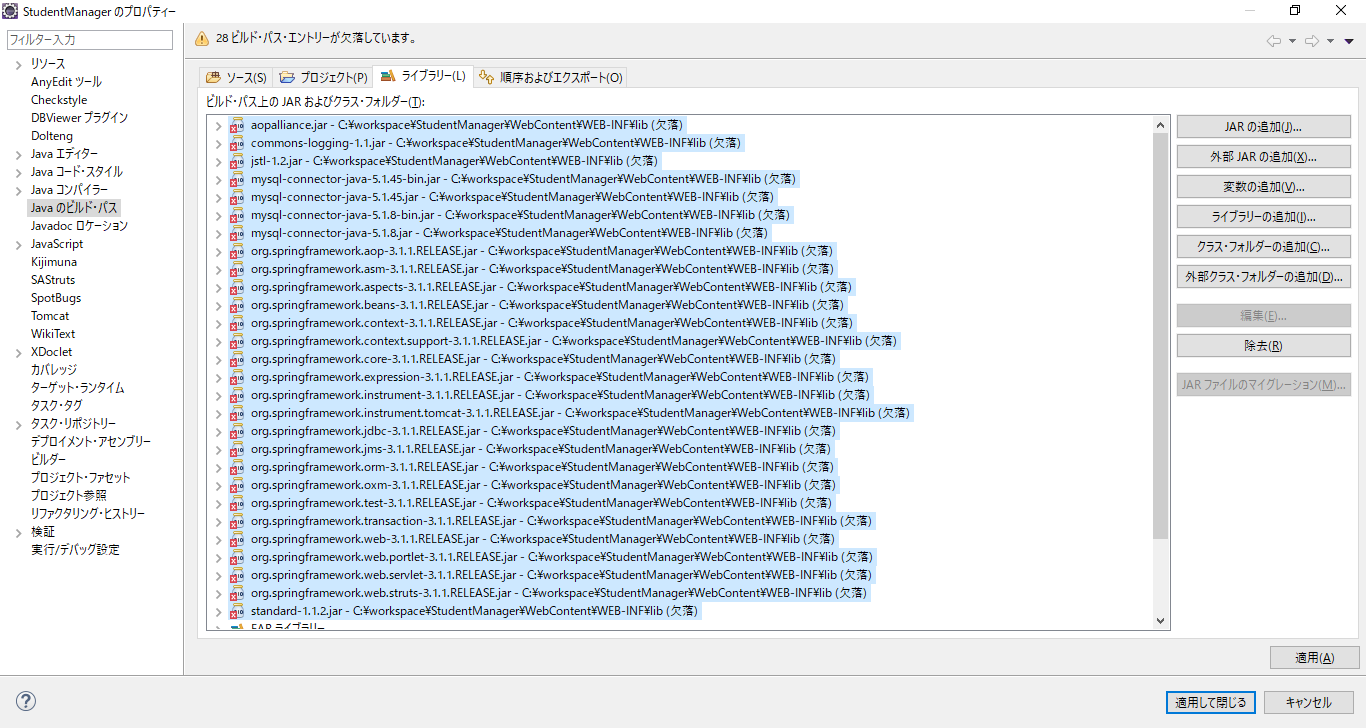 StudentManager のプロパティー
フィルター入力
リソース
AnyEdit ツール
Checkstyle
DBViewer プラグイン
Dolteng
Java エディター
Java コード・スタイル
Java コンパイラー
Java のビルド・パス
Javadoc ロケーション
JavaScript
Kijimuna
SAStruts
SpotBugs
Tomcat
WikiText
XDoclet
カバレッジ
ターゲット・ランタイム
タスク・タグ
タスク・リポジトリー
デプロイメント・アセンブリー
ビルダー
プロジェクト・ファセット
プロジェクト参照
リファクタリング・ヒストリー
検証
実行/デバッグ設定
28 ビルド・パス・エントリーが欠落しています。
ソース(S)
プロジェクト(P)
ライブラリー(L)
順序およびエクスポート(O)
ビルド・パス上の JAR およびクラス・フォルダー(T):
aopalliance.jar - C:¥workspace¥StudentManager¥WebContent¥WEB-INF¥lib (欠落)
commons-logging-1.1.jar - C:¥workspace¥StudentManager¥WebContent¥WEB-INF¥lib (欠落)
jstl-1.2.jar - C:¥workspace¥StudentManager¥WebContent¥WEB-INF¥lib (欠落)
mysql-connector-java-5.1.45-bin.jar - C:¥workspace¥StudentManager¥WebContent¥WEB-INF¥lib (欠落)
mysql-connector-java-5.1.45.jar - C:¥workspace¥StudentManager¥WebContent¥WEB-INF¥lib (欠落)
mysql-connector-java-5.1.8-bin.jar - C:¥workspace¥StudentManager¥WebContent¥WEB-INF¥lib (欠落)
mysql-connector-java-5.1.8.jar - C:¥workspace¥StudentManager¥WebContent¥WEB-INF¥lib (欠落)
org.springframework.aop-3.1.1.RELEASE.jar - C:¥workspace¥StudentManager¥WebContent¥WEB-INF¥lib (欠落)
org.springframework.asm-3.1.1.RELEASE.jar - C:¥workspace¥StudentManager¥WebContent¥WEB-INF¥lib (欠落)
org.springframework.aspects-3.1.1.RELEASE.jar - C:¥workspace¥StudentManager¥WebContent¥WEB-INF¥lib (欠落)
org.springframework.beans-3.1.1.RELEASE.jar - C:¥workspace¥StudentManager¥WebContent¥WEB-INF¥lib (欠落)
org.springframework.context-3.1.1.RELEASE.jar - C:¥workspace¥StudentManager¥WebContent¥WEB-INF¥lib (欠落)
org.springframework.context.support-3.1.1.RELEASE.jar - C:¥workspace¥StudentManager¥WebContent¥WEB-INF¥lib (欠落)
org.springframework.core-3.1.1.RELEASE.jar - C:¥workspace¥StudentManager¥WebContent¥WEB-INF¥lib (欠落)
org.springframework.expression-3.1.1.RELEASE.jar - C:¥workspace¥StudentManager¥WebContent¥WEB-INF¥lib (欠落)
org.springframework.instrument-3.1.1.RELEASE.jar - C:¥workspace¥StudentManager¥WebContent¥WEB-INF¥lib (欠落)
org.springframework.instrument.tomcat-3.1.1.RELEASE.jar - C:¥workspace¥StudentManager¥WebContent¥WEB-INF¥lib (欠落)
org.springframework.jdbc-3.1.1.RELEASE.jar - C:¥workspace¥StudentManager¥WebContent¥WEB-INF¥lib (欠落)
org.springframework.jms-3.1.1.RELEASE.jar - C:¥workspace¥StudentManager¥WebContent¥WEB-INF¥lib (欠落)
org.springframework.orm-3.1.1.RELEASE.jar - C:¥workspace¥StudentManager¥WebContent¥WEB-INF¥lib (欠落)
org.springframework.oxm-3.1.1.RELEASE.jar - C:¥workspace¥StudentManager¥WebContent¥WEB-INF¥lib (欠落)
org.springframework.test-3.1.1.RELEASE.jar - C:¥workspace¥StudentManager¥WebContent¥WEB-INF¥lib (欠落)
org.springframework.transaction-3.1.1.RELEASE.jar - C:¥workspace¥StudentManager¥WebContent¥WEB-INF¥lib (欠落)
org.springframework.web-3.1.1.RELEASE.jar - C:¥workspace¥StudentManager¥WebContent¥WEB-INF¥lib (欠落)
org.springframework.web.portlet-3.1.1.RELEASE.jar - C:¥workspace¥StudentManager¥WebContent¥WEB-INF¥lib (欠落)
org.springframework.web.servlet-3.1.1.RELEASE.jar - C:¥workspace¥StudentManager¥WebContent¥WEB-INF¥lib (欠落)
org.springframework.web.struts-3.1.1.RELEASE.jar - C:¥workspace¥StudentManager¥WebContent¥WEB-INF¥lib (欠落)
standard-1.1.2.jar - C:¥workspace¥StudentManager¥WebContent¥WEB-INF¥lib (欠落)
EAR ライブラリー
JAR の追加(J)...
外部 JAR の追加(X)...
変数の追加(V)...
ライブラリーの追加(I)...
クラス・フォルダーの追加(C)...
外部クラス・フォルダーの追加(D)...
編集(E)...
除去(R)
JAR ファイルのマイグレーション(M)...
適用(A)
適用して閉じる
キャンセル